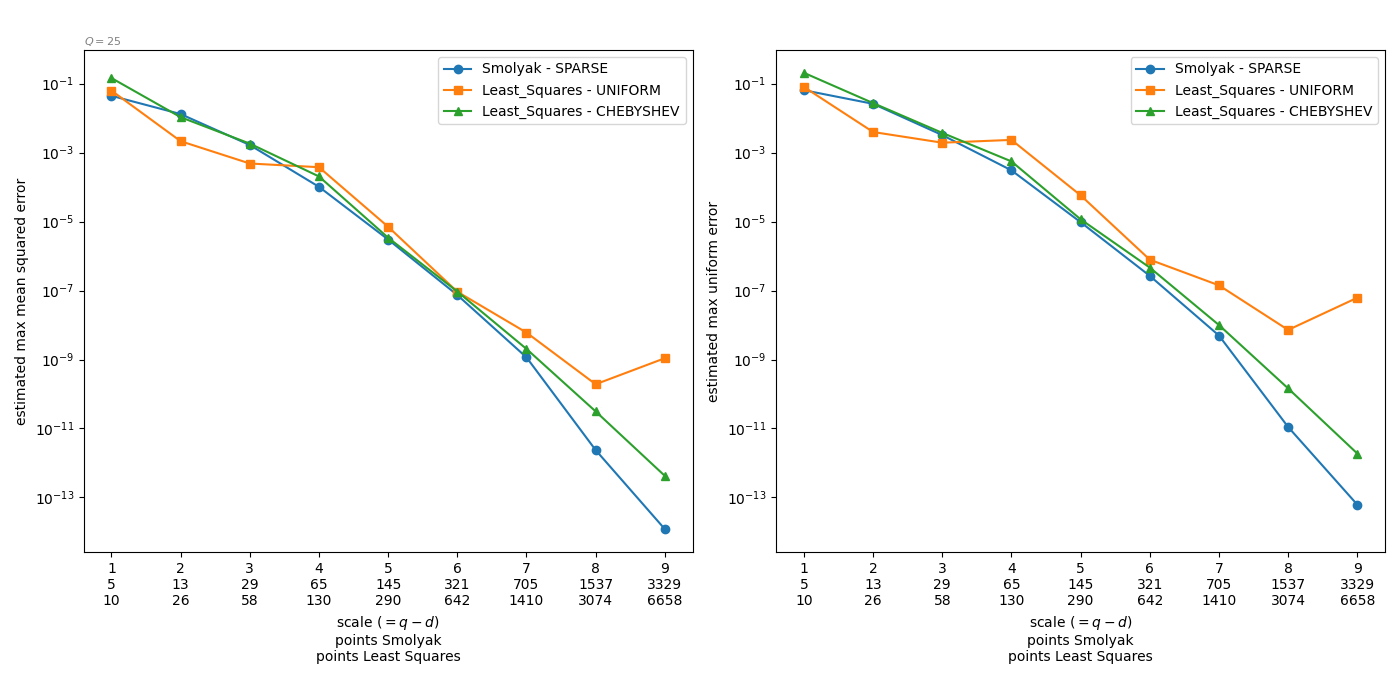 Q = 25
estimated max mean squared error
10⁻¹
10⁻³
10⁻⁵
10⁻⁷
10⁻⁹
10⁻¹¹
10⁻¹³
Smolyak - SPARSE
Least_Squares - UNIFORM
Least_Squares - CHEBYSHEV
1 2 3 4 5 6 7 8 9
5 13 29 65 145 321 705 1537 3329
10 26 58 130 290 642 1410 3074 6658
scale (= q − d)
points Smolyak
points Least Squares
estimated max uniform error
10⁻¹
10⁻³
10⁻⁵
10⁻⁷
10⁻⁹
10⁻¹¹
10⁻¹³
Smolyak - SPARSE
Least_Squares - UNIFORM
Least_Squares - CHEBYSHEV
1 2 3 4 5 6 7 8 9
5 13 29 65 145 321 705 1537 3329
10 26 58 130 290 642 1410 3074 6658
scale (= q − d)
points Smolyak
points Least Squares